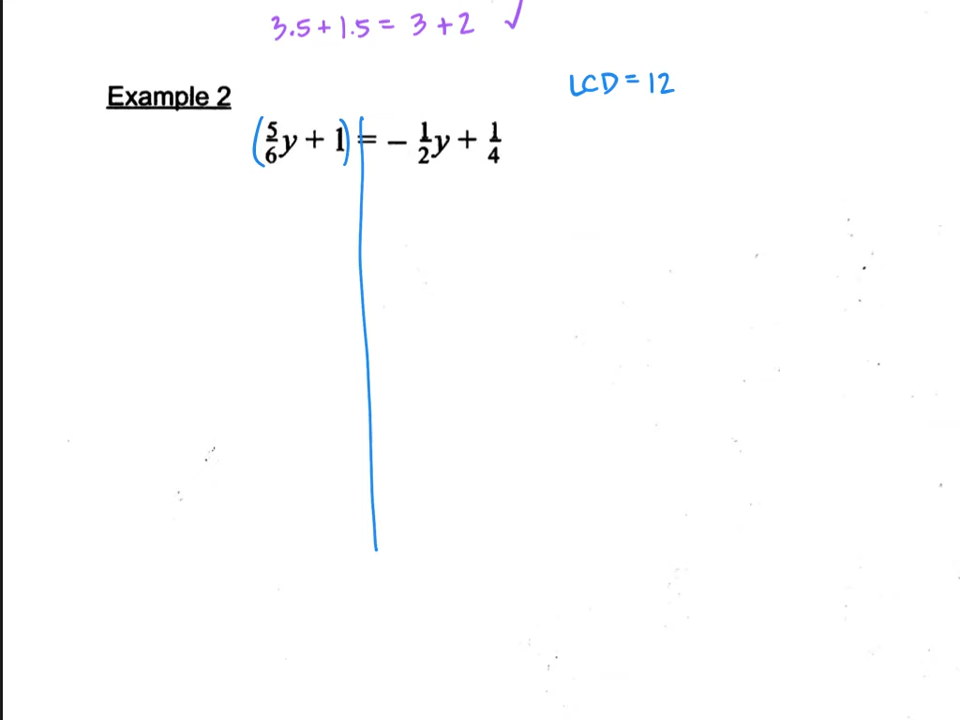 3.5 + 1.5 = 3 + 2 ✓
LCD = 12
Example 2
(5/6y + 1) = - 1/2y + 1/4